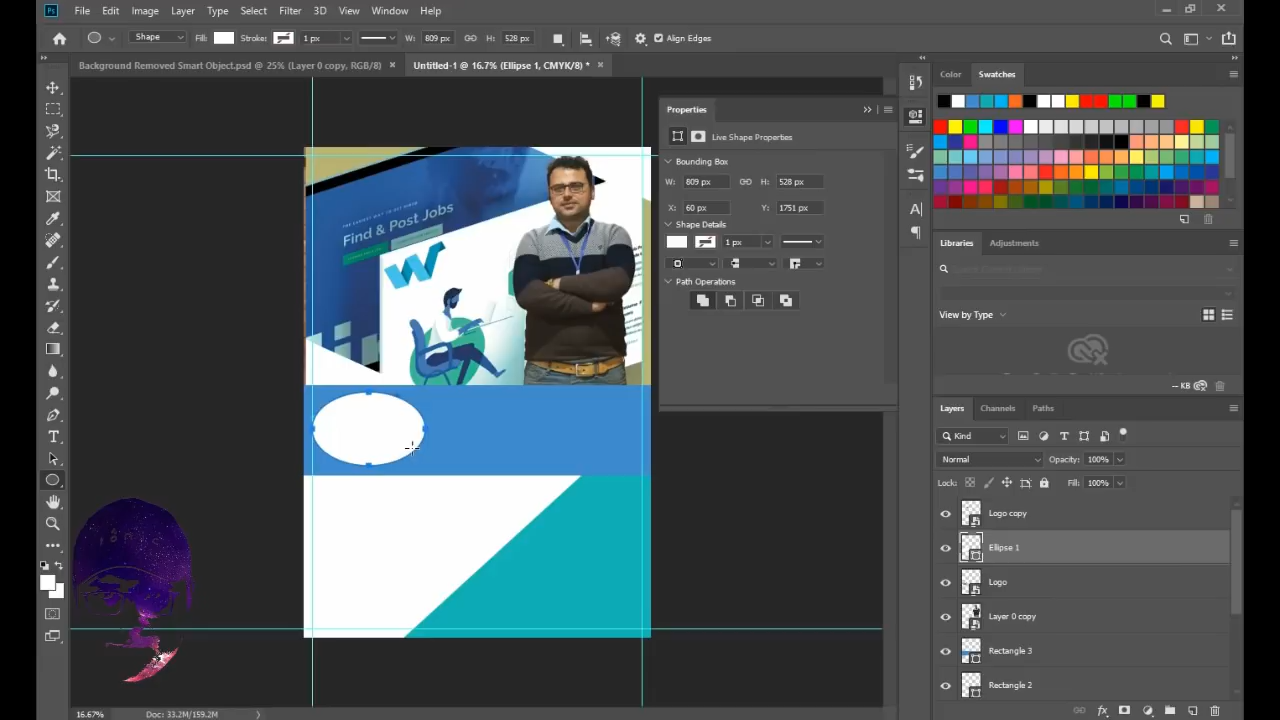 Ps File Edit Image Layer Type Select Filter 3D View Window Help
Shape Fill: Stroke: 1 px W: 809 px H: 528 px Align Edges
Background Removed Smart Object.psd @ 25% (Layer 0 copy, RGB/8) × Untitled-1 @ 16.7% (Ellipse 1, CMYK/8) * ×
Properties
Live Shape Properties
Bounding Box
W: 809 px H: 528 px
X: 60 px Y: 1751 px
Shape Details
1 px
Path Operations
Find & Post Jobs
Color Swatches
Libraries Adjustments
View by Type
-- KB
Layers Channels Paths
Kind
Normal Opacity: 100%
Lock: Fill: 100%
Logo copy
Ellipse 1
Logo
Layer 0 copy
Rectangle 3
Rectangle 2
16.67% Doc: 33.2M/159.2M